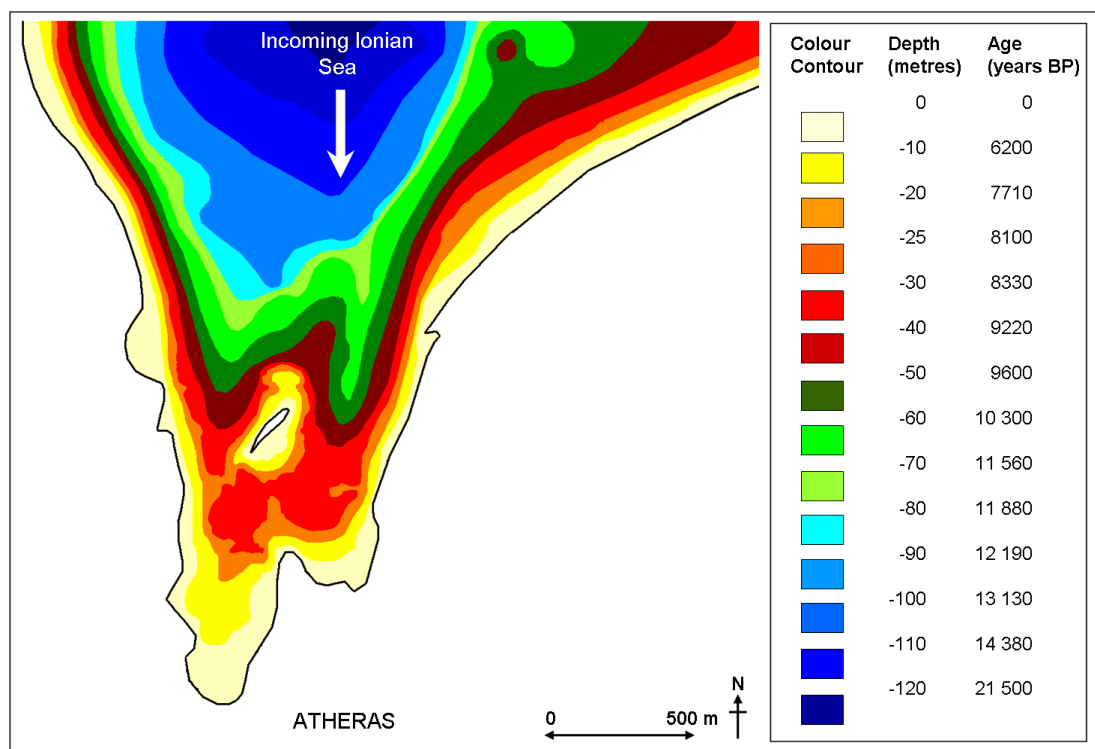 Incoming Ionian
Sea
ATHERAS
0 500 m
N
Colour Depth Age
Contour (metres) (years BP)
0 0
-10 6200
-20 7710
-25 8100
-30 8330
-40 9220
-50 9600
-60 10 300
-70 11 560
-80 11 880
-90 12 190
-100 13 130
-110 14 380
-120 21 500